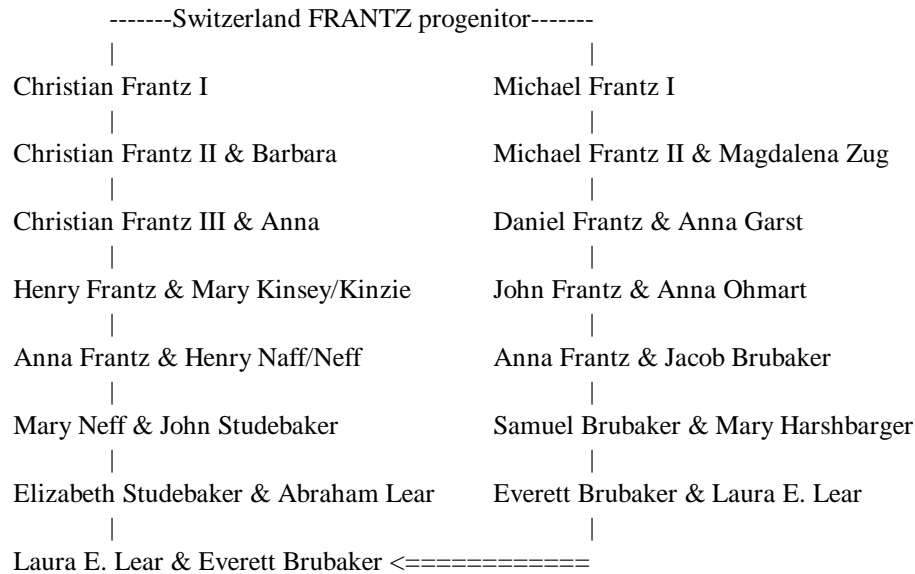 -------Switzerland FRANTZ progenitor-------
| |
Christian Frantz I Michael Frantz I
| |
Christian Frantz II & Barbara Michael Frantz II & Magdalena Zug
| |
Christian Frantz III & Anna Daniel Frantz & Anna Garst
| |
Henry Frantz & Mary Kinsey/Kinzie John Frantz & Anna Ohmart
| |
Anna Frantz & Henry Naff/Neff Anna Frantz & Jacob Brubaker
| |
Mary Neff & John Studebaker Samuel Brubaker & Mary Harshbarger
| |
Elizabeth Studebaker & Abraham Lear Everett Brubaker & Laura E. Lear
| |
Laura E. Lear & Everett Brubaker <============